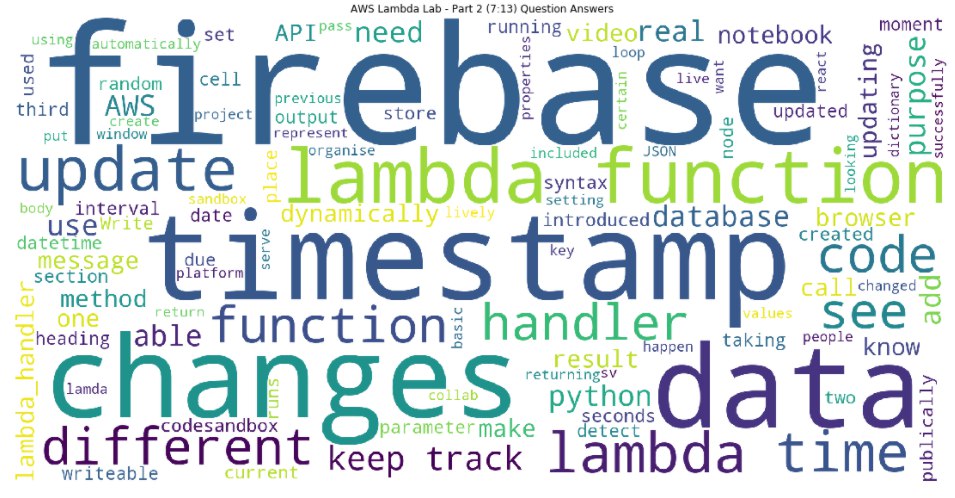 AWS Lambda Lab - Part 2 (7:13) Question Answers
using
automatically
set
API
pass
need
running
video
real
notebook
moment
used
firebase
random
cell
third
AWS
create
project
put
window
previous
output
represent
store
properties
loop
certain
live
want
react
updated
node
updating
dictionary
purpose
successfully
update
place
organise
lambda function
included
JSON
looking
body
interval
sandbox
Write
use
date
dynamically
lively
syntax
setting
introduced
database
browser
datetime
message
section
due
platform
serve
timestamp
key
created
code
changed
call
values
see
add
method
one
heading
able
return
function
basic
handler
result
happen
taking
people
know
lambda_handler
lamda
changes
runs
collab
returning
sv
python
seconds
detect
data
two
publically
codesandbox
parameter
make
different
writeable
current
keep track
lambda
time